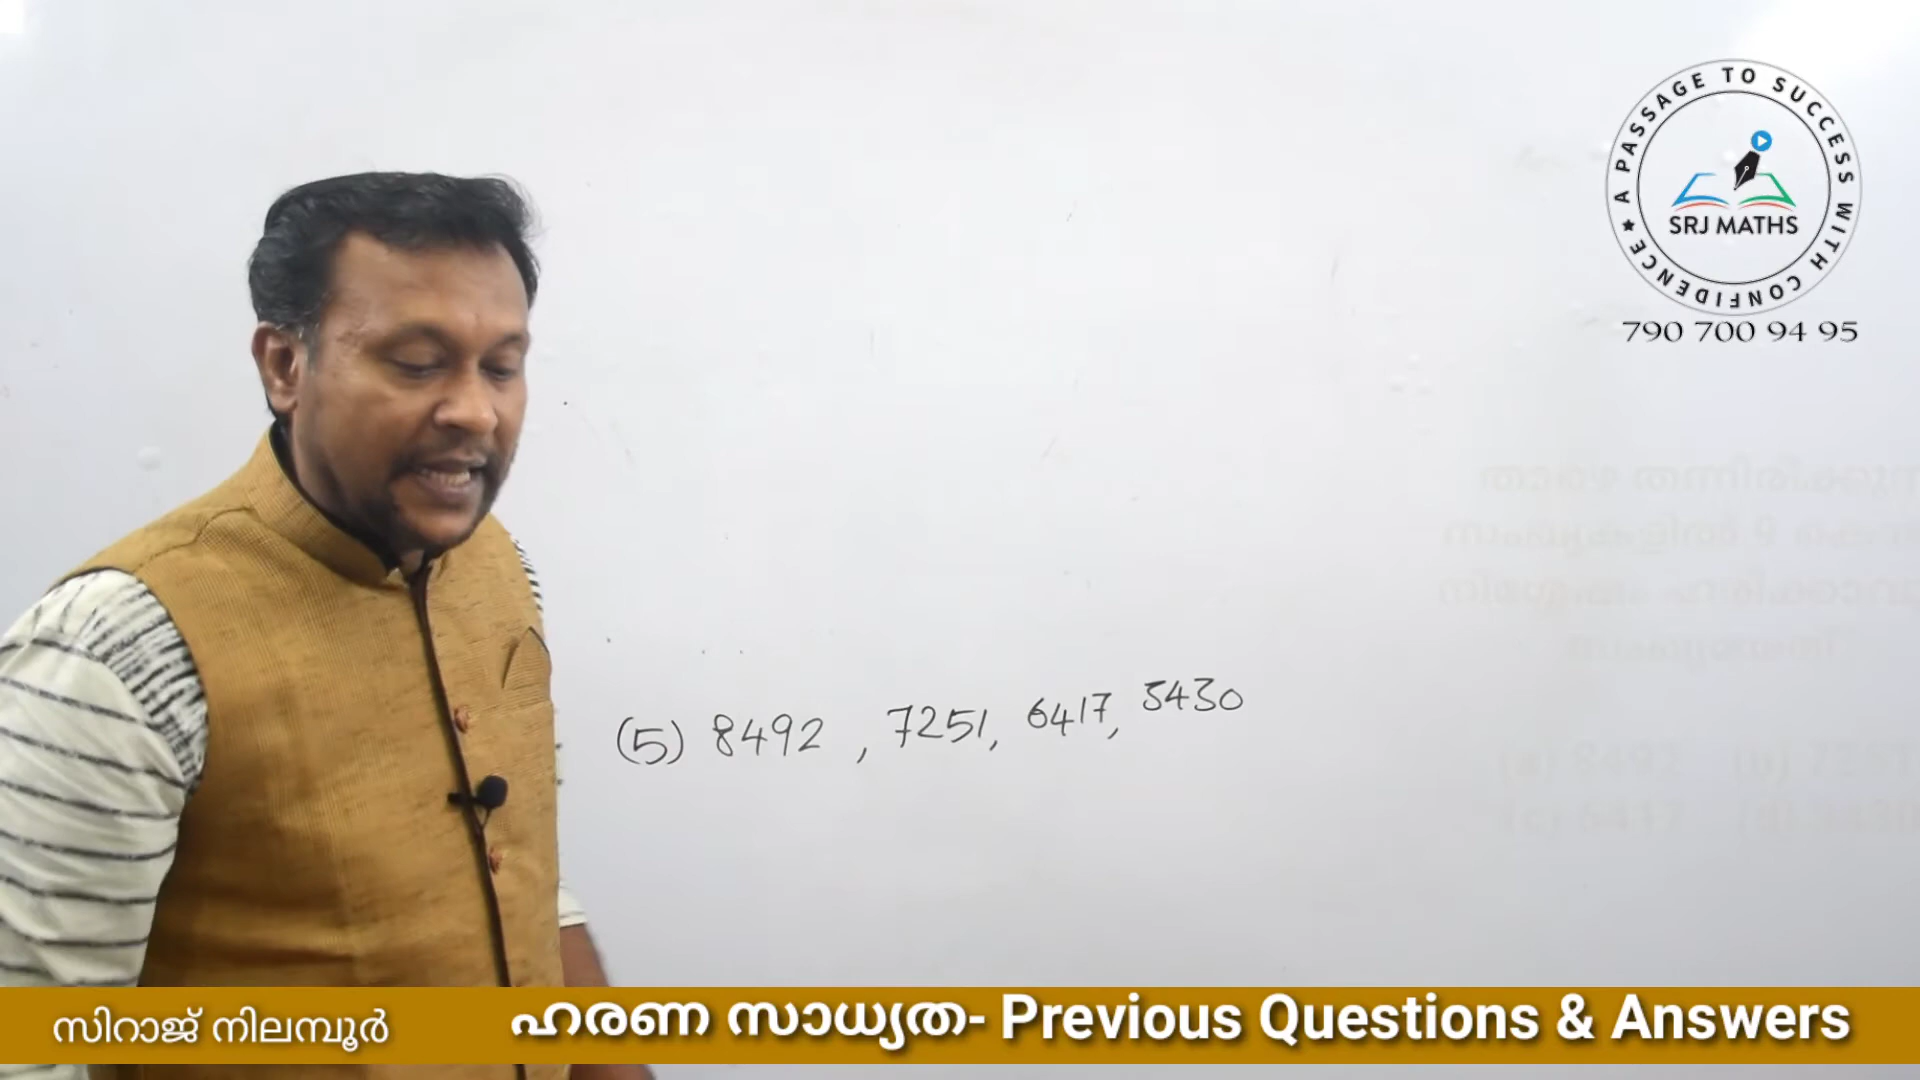 A PASSAGE TO SUCCESS WITH CONFIDENCE ★
SRJ MATHS
790 700 94 95
(5) 8492 , 7251, 6417, 5430
സിറാജ് നിലമ്പൂർ
ഹരണ സാധ്യത- Previous Questions & Answers